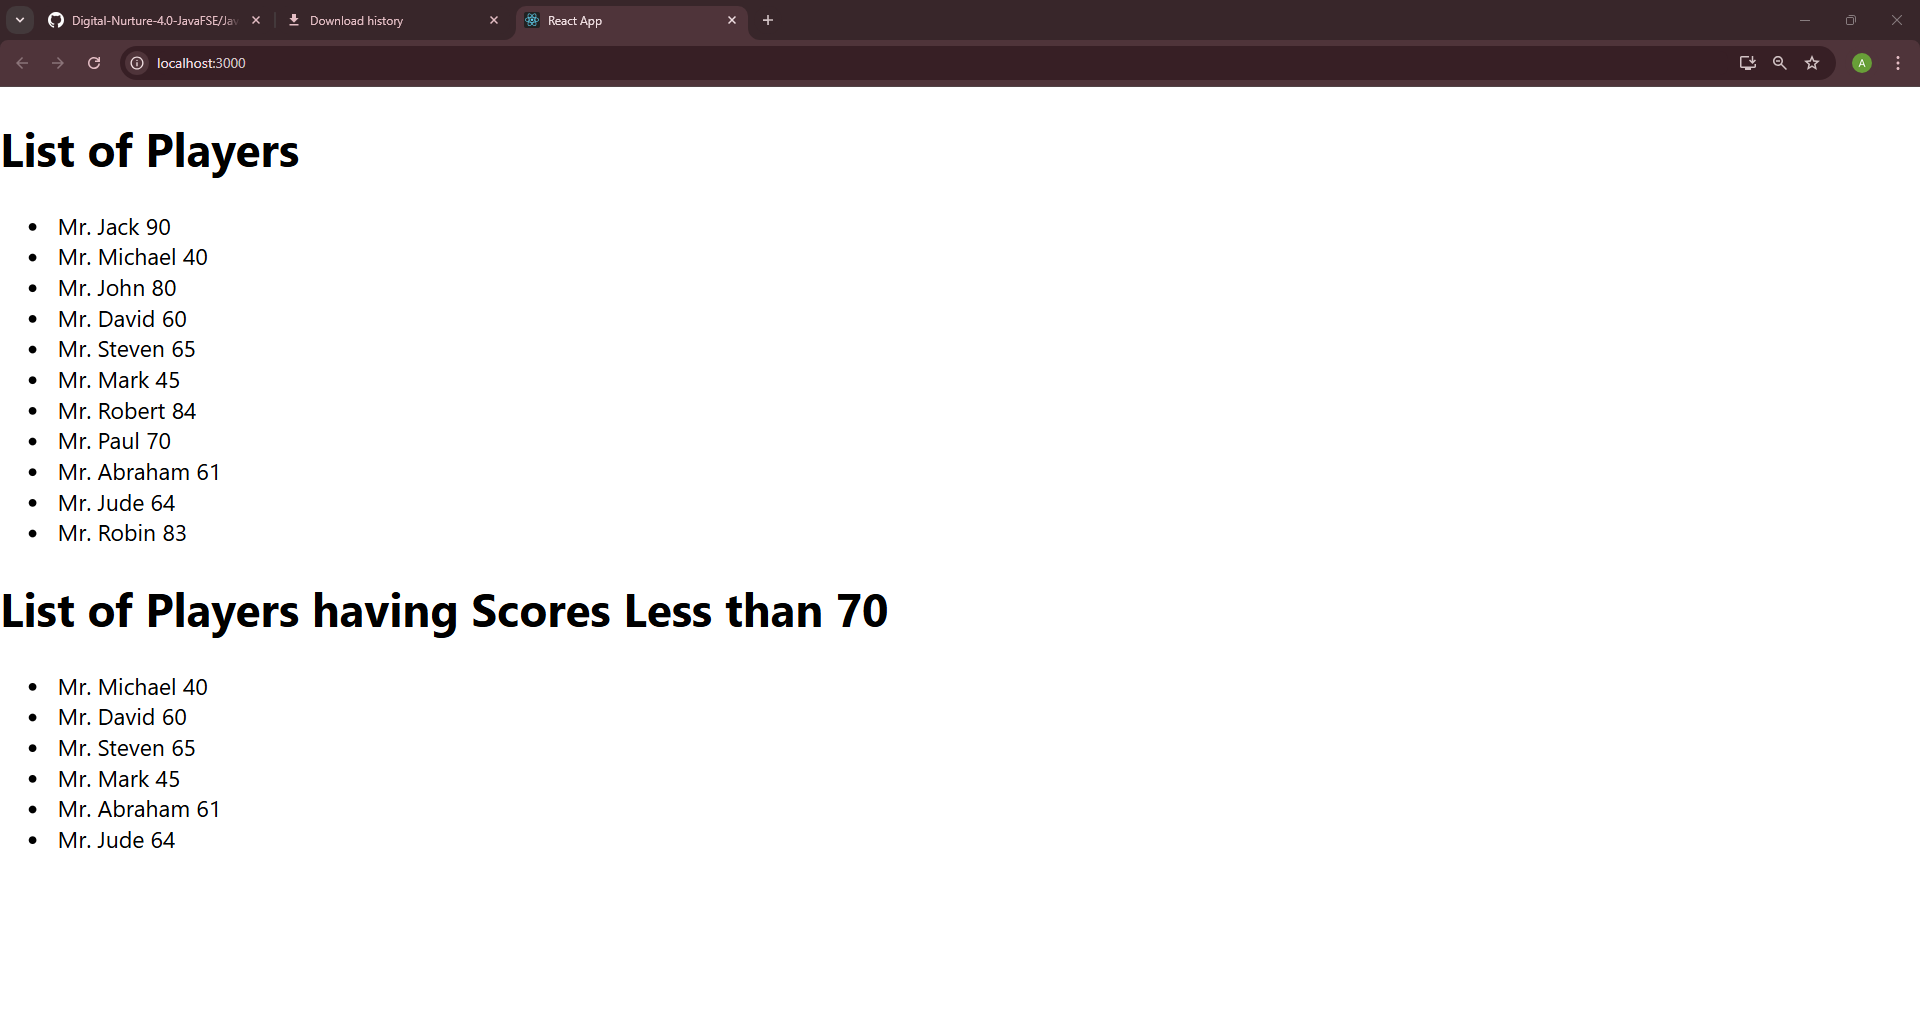 Digital-Nurture-4.0-JavaFSE/Jav
Download history
React App
localhost:3000
A
List of Players
Mr. Jack 90
Mr. Michael 40
Mr. John 80
Mr. David 60
Mr. Steven 65
Mr. Mark 45
Mr. Robert 84
Mr. Paul 70
Mr. Abraham 61
Mr. Jude 64
Mr. Robin 83
List of Players having Scores Less than 70
Mr. Michael 40
Mr. David 60
Mr. Steven 65
Mr. Mark 45
Mr. Abraham 61
Mr. Jude 64